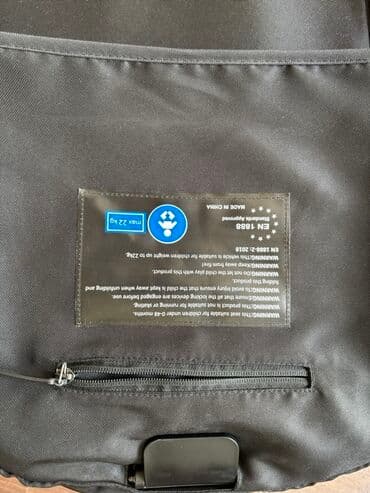 WARNING!This seat suitable for children under 0-48 months.
WARNING!This product is not suitable for running or skating.
WARNING!Ensure that all the locking devices are engaged before use.
WARNING!To avoid injury ensure that the child is kept away when unfolding and
folding this product.
WARNING!Do not let the child play with this product.
WARNING!Keep away from fire!
WARNING!This vehicle is suitable for children weight up to 22kg.
EN 1888-2:2018
EN 1888
Standards Approved
MADE IN CHINA
max 22 kg